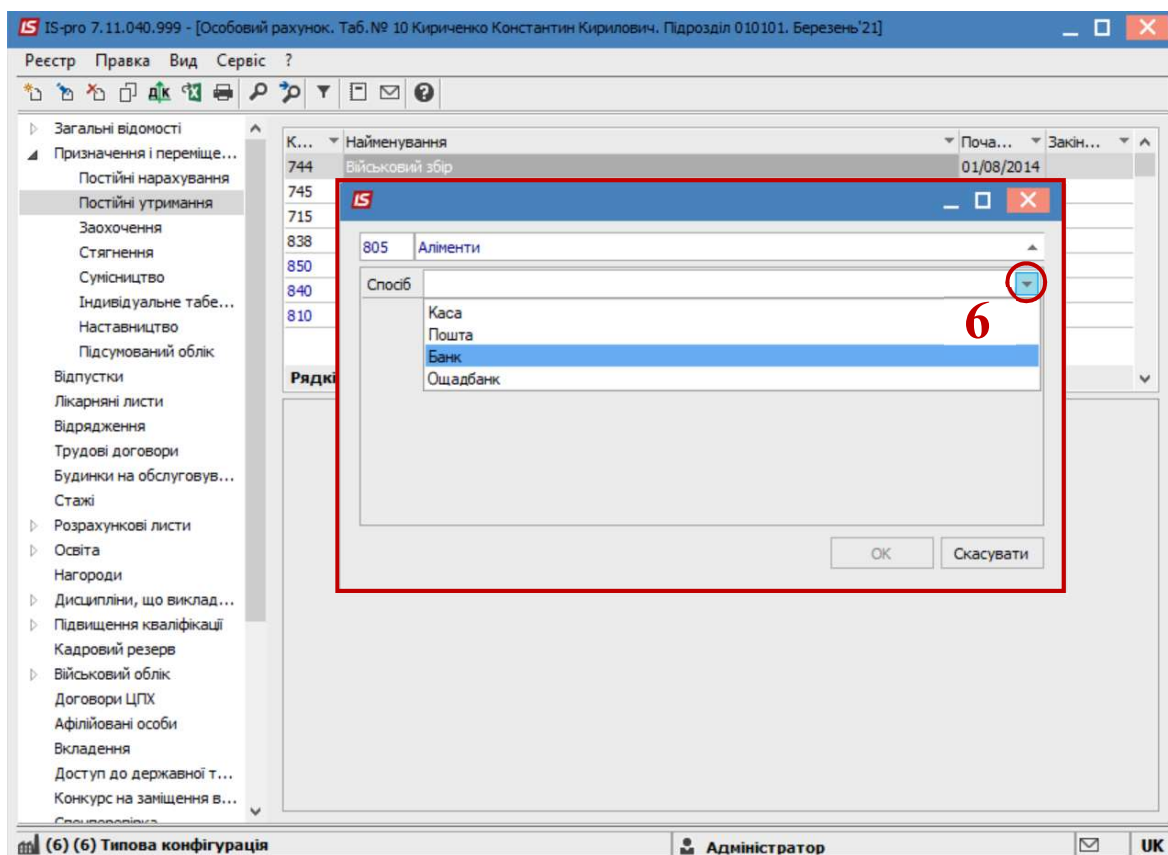 IS-pro 7.11.040.999 - [Особовий рахунок. Таб.№ 10 Кириченко Константин Кирилович. Підрозділ 010101. Березень'21]
Реєстр Правка Вид Сервіс ?
Загальні відомості
Призначення і переміще...
Постійні нарахування
Постійні утримання
Заохочення
Стягнення
Сумісництво
Індивідуальне табе...
Наставництво
Підсумований облік
Відпустки
Лікарняні листи
Відрядження
Трудові договори
Будинки на обслуговув...
Стажі
Розрахункові листи
Освіта
Нагороди
Дисципліни, що виклад...
Підвищення кваліфікації
Кадровий резерв
Військовий облік
Договори ЦПХ
Афілійовані особи
Вкладення
Доступ до державної т...
Конкурс на заміщення в...
Спецперевірка
К... Найменування Поча... Закін...
744 Військовий збір 01/08/2014
745
715
838
850
840
810
Рядкі
805 Аліменти
Спосіб
Каса
Пошта
Банк
Ощадбанк
6
ОК Скасувати
(6) (6) Типова конфігурація Адміністратор UK